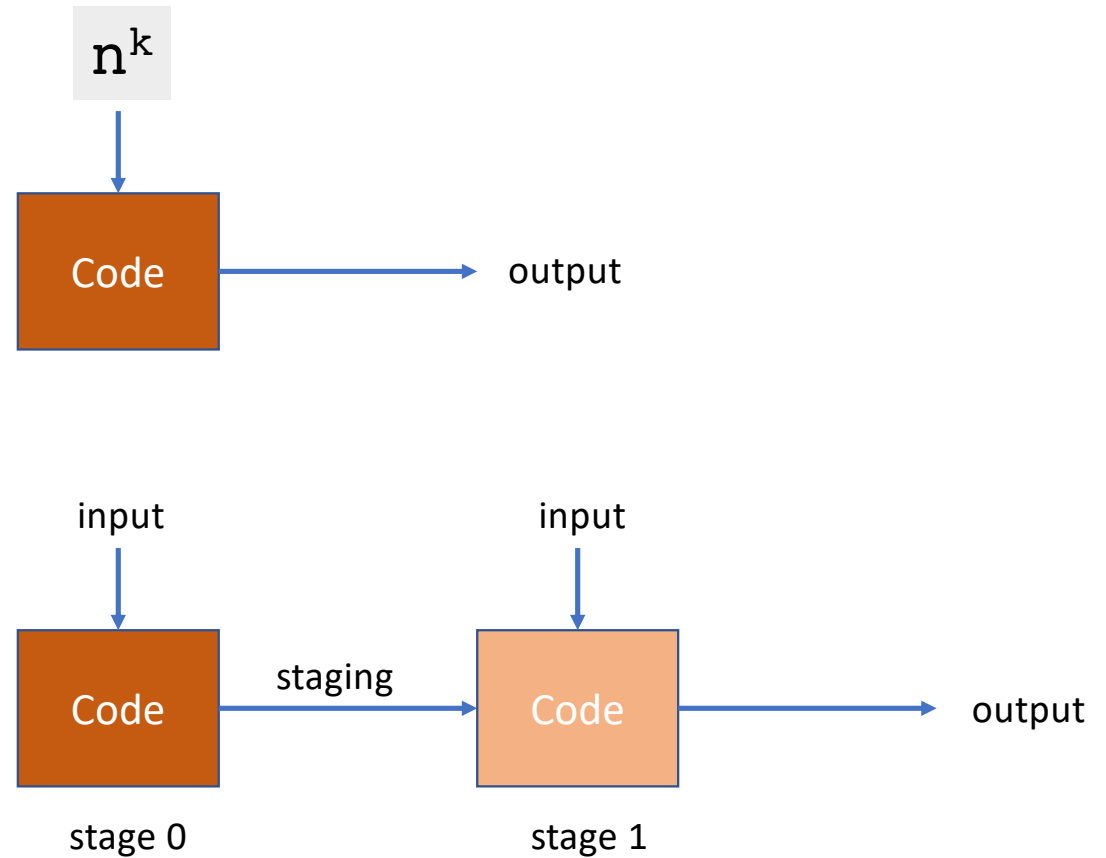 n^k
Code
output
input
input
Code
staging
Code
output
stage 0
stage 1